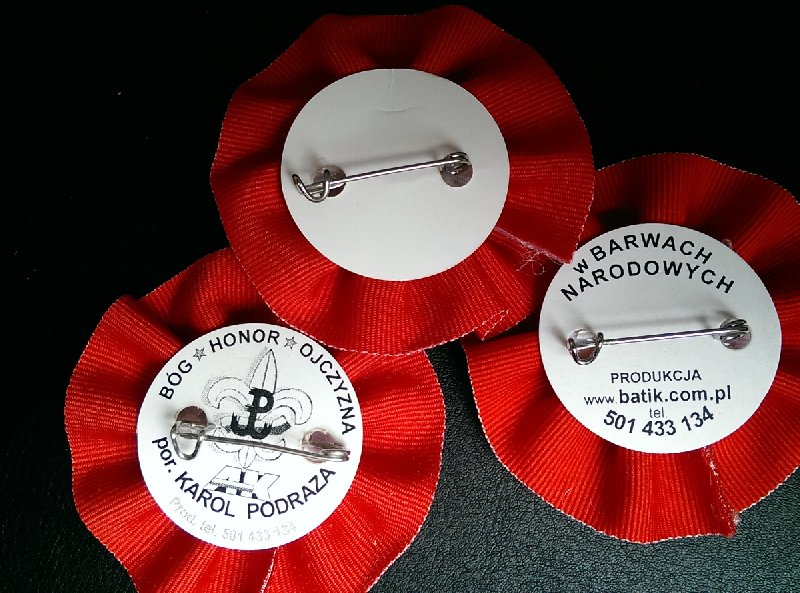 w BARWACH
NARODOWYCH
PRODUKCJA
www.batik.com.pl
tel.
501 433 134
BÓG ★ HONOR ★ OJCZYZNA
AK
por. KAROL PODRAZA
Prod. tel. 501 433 134